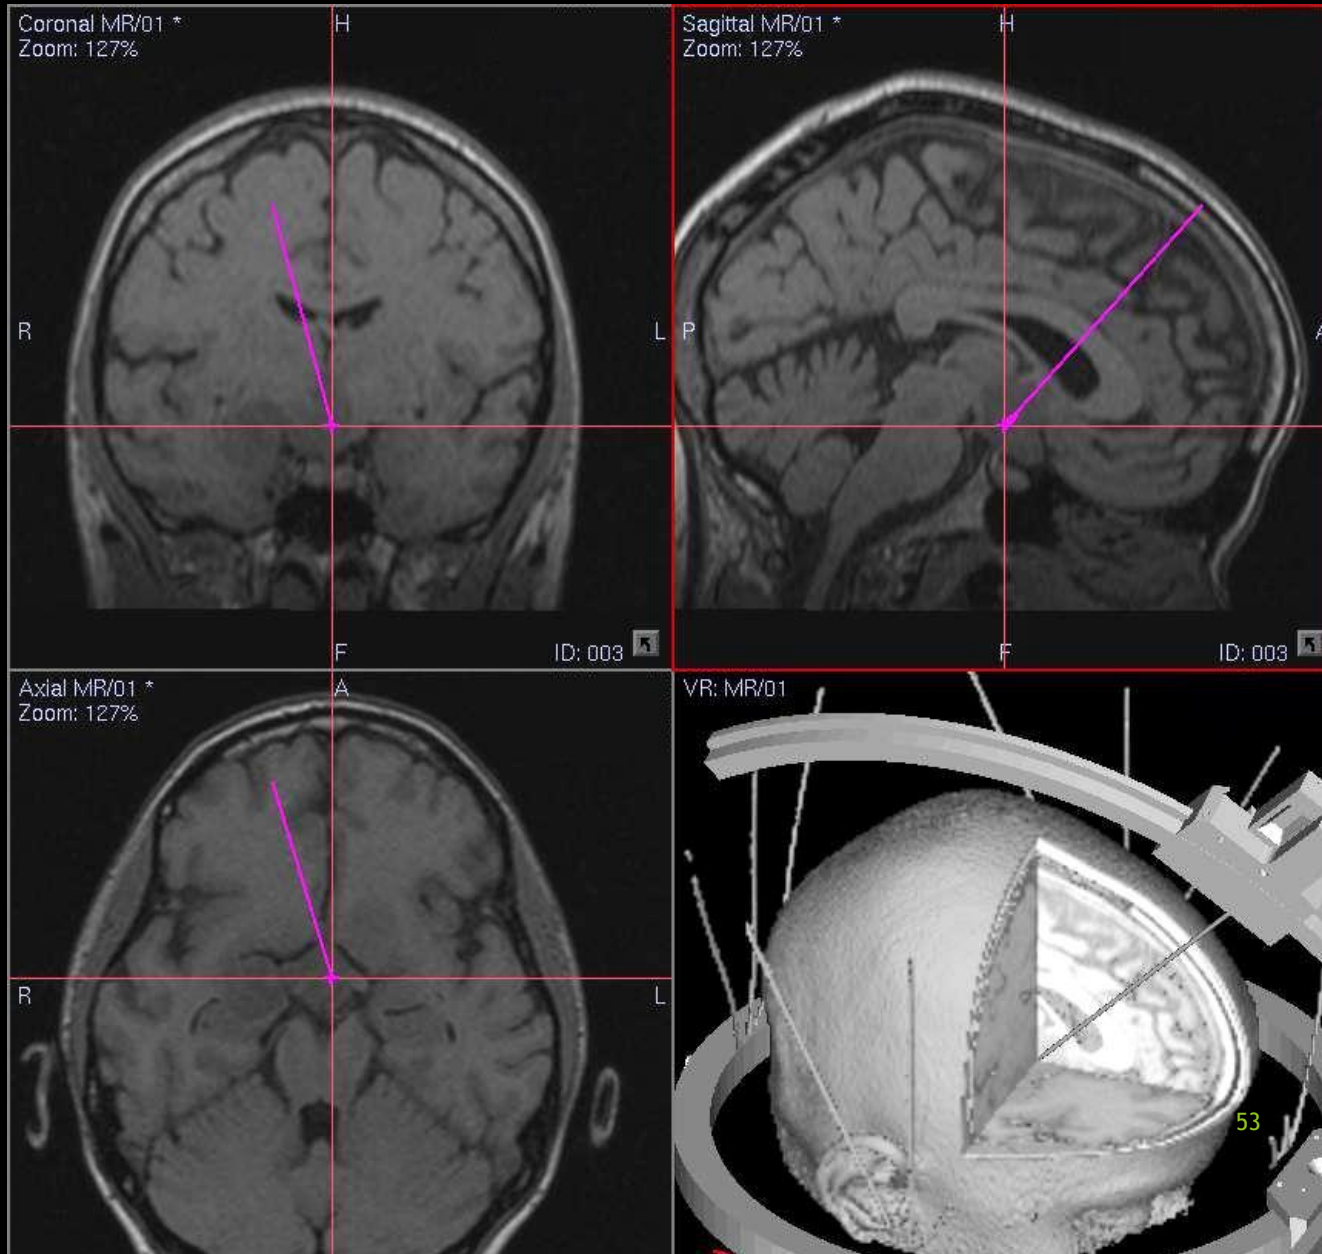 Coronal MR/01 *
Zoom: 127%
H
R
L
F
ID: 003
Sagittal MR/01 *
Zoom: 127%
H
P
A
F
ID: 003
Axial MR/01 *
Zoom: 127%
A
R
L
VR: MR/01
53